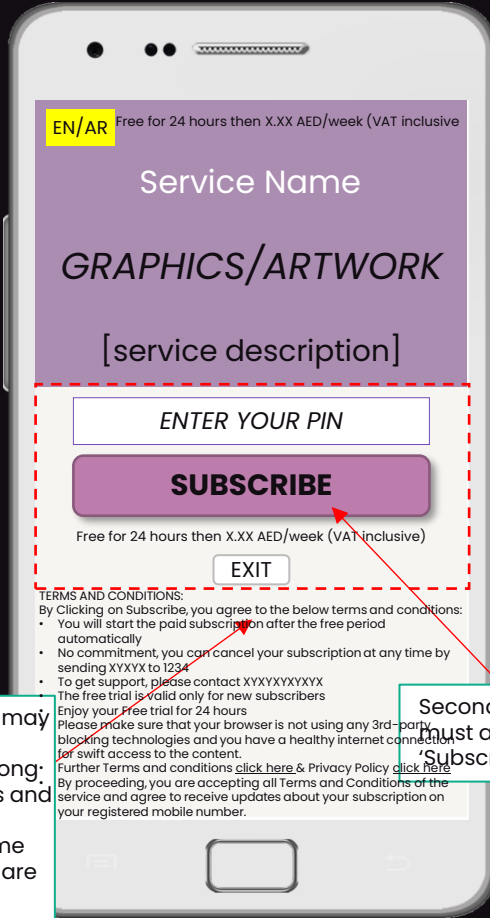 EN/AR
Free for 24 hours then X.XX AED/week (VAT inclusive
Service Name
GRAPHICS/ARTWORK
[service description]
ENTER YOUR PIN
SUBSCRIBE
Free for 24 hours then X.XX AED/week (VAT inclusive)
EXIT
TERMS AND CONDITIONS:
By Clicking on Subscribe, you agree to the below terms and conditions:
• You will start the paid subscription after the free period
automatically
• No commitment, you can cancel your subscription at any time by
sending XYXYX to 1234
• To get support, please contact XYXYXYXYXYX
• The free trial is valid only for new subscribers
• Enjoy your Free trial for 24 hours
Please make sure that your browser is not using any 3rd-party
blocking technologies and you have a healthy internet connection
for swift access to the content.
• Further Terms and conditions click here & Privacy Policy click here
By proceeding, you are accepting all Terms and Conditions of the
service and agree to receive updates about your subscription on
your registered mobile number.
may
ong
s and
me
are
Second
must a
'Subsc